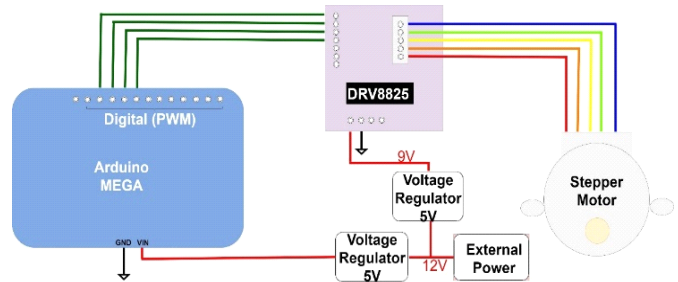 DRV8825
Digital (PWM)
Arduino
MEGA
9V
Voltage
Regulator
5V
Stepper
Motor
GND VIN
Voltage
Regulator
5V
12V
External
Power